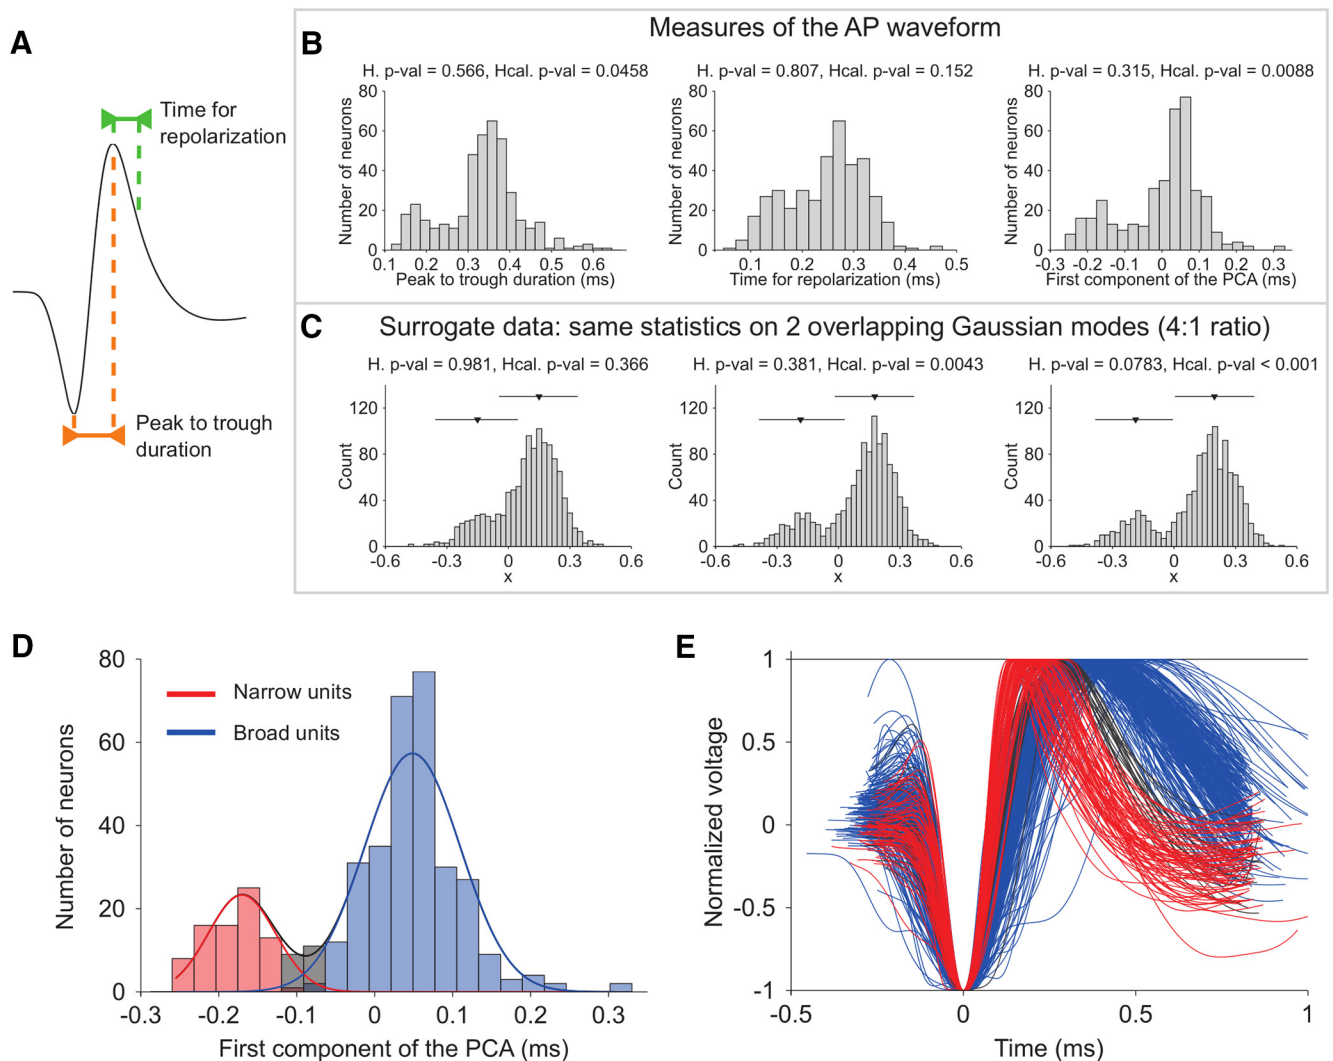 A
Time for
repolarization
Peak to trough
duration
B
Measures of the AP waveform
H. p-val = 0.566, Hcal. p-val = 0.0458
Number of neurons
80
60
40
20
0
0.1 0.2 0.3 0.4 0.5 0.6
Peak to trough duration (ms)
H. p-val = 0.807, Hcal. p-val = 0.152
Number of neurons
80
60
40
20
0
0.1 0.2 0.3 0.4 0.5
Time for repolarization (ms)
H. p-val = 0.315, Hcal. p-val = 0.0088
Number of neurons
80
60
40
20
0
-0.3 -0.2 -0.1 0 0.1 0.2 0.3
First component of the PCA (ms)
C
Surrogate data: same statistics on 2 overlapping Gaussian modes (4:1 ratio)
H. p-val = 0.981, Hcal. p-val = 0.366
Count
120
80
40
0
-0.6 -0.3 0 0.3 0.6
x
H. p-val = 0.381, Hcal. p-val = 0.0043
Count
120
80
40
0
-0.6 -0.3 0 0.3 0.6
x
H. p-val = 0.0783, Hcal. p-val < 0.001
Count
120
80
40
0
-0.6 -0.3 0 0.3 0.6
x
D
Number of neurons
80
60
40
20
0
Narrow units
Broad units
-0.3 -0.2 -0.1 0 0.1 0.2 0.3
First component of the PCA (ms)
E
Normalized voltage
1
0.5
0
-0.5
-1
-0.5 0 0.5 1
Time (ms)